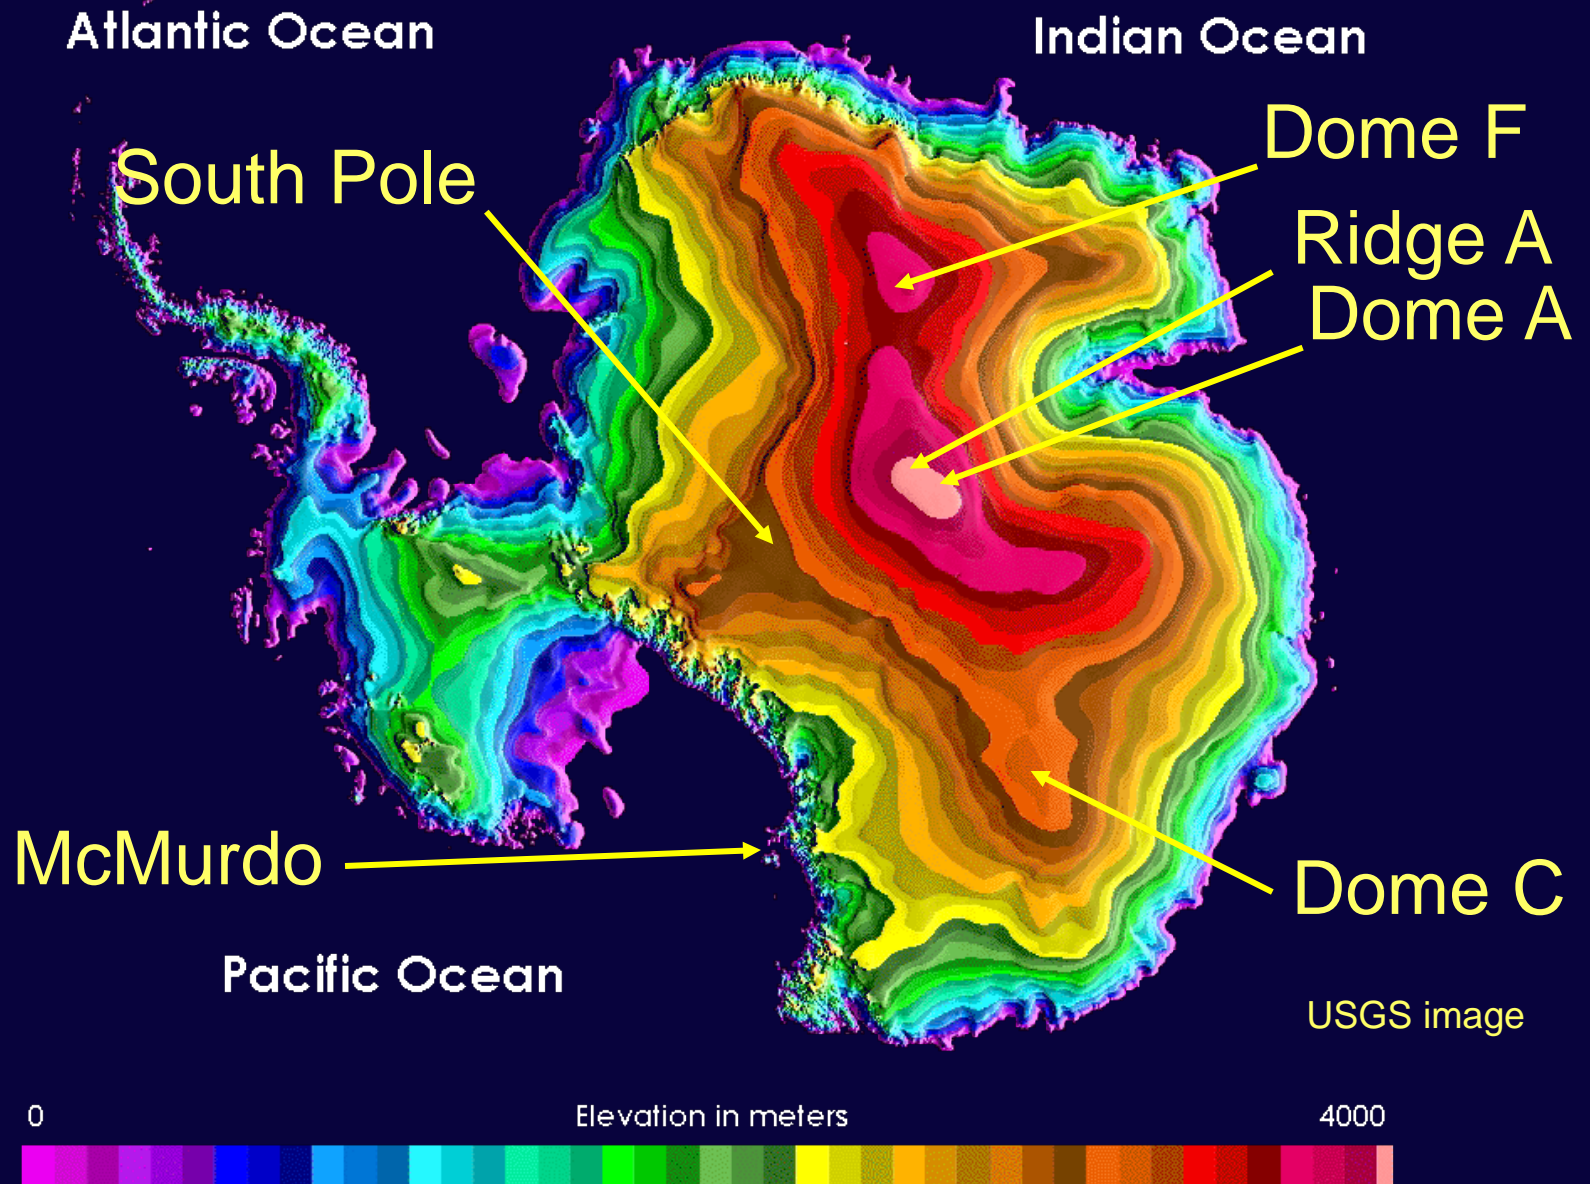 Atlantic Ocean
Indian Ocean
Dome F
South Pole
Ridge A
Dome A
McMurdo
Dome C
Pacific Ocean
USGS image
0 Elevation in meters 4000